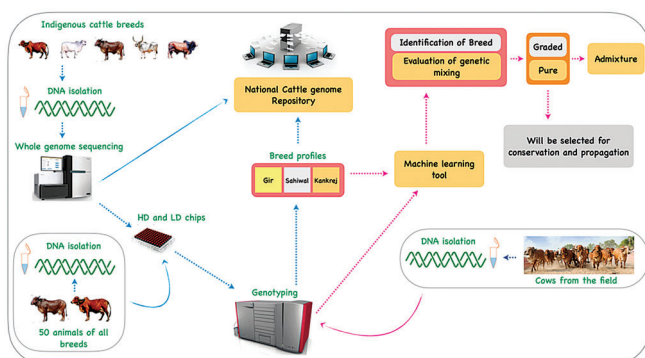 Indigenous cattle breeds
DNA isolation
Whole genome sequencing
HD and LD chips
DNA isolation
50 animals of all
breeds
National Cattle genome
Repository
Breed profiles
Gir
Sahiwal
Kankrej
Genotyping
Machine learning
tool
Identification of Breed
Evaluation of genetic
mixing
Graded
Pure
Admixture
Will be selected for
conservation and propagation
DNA isolation
Cows from the field